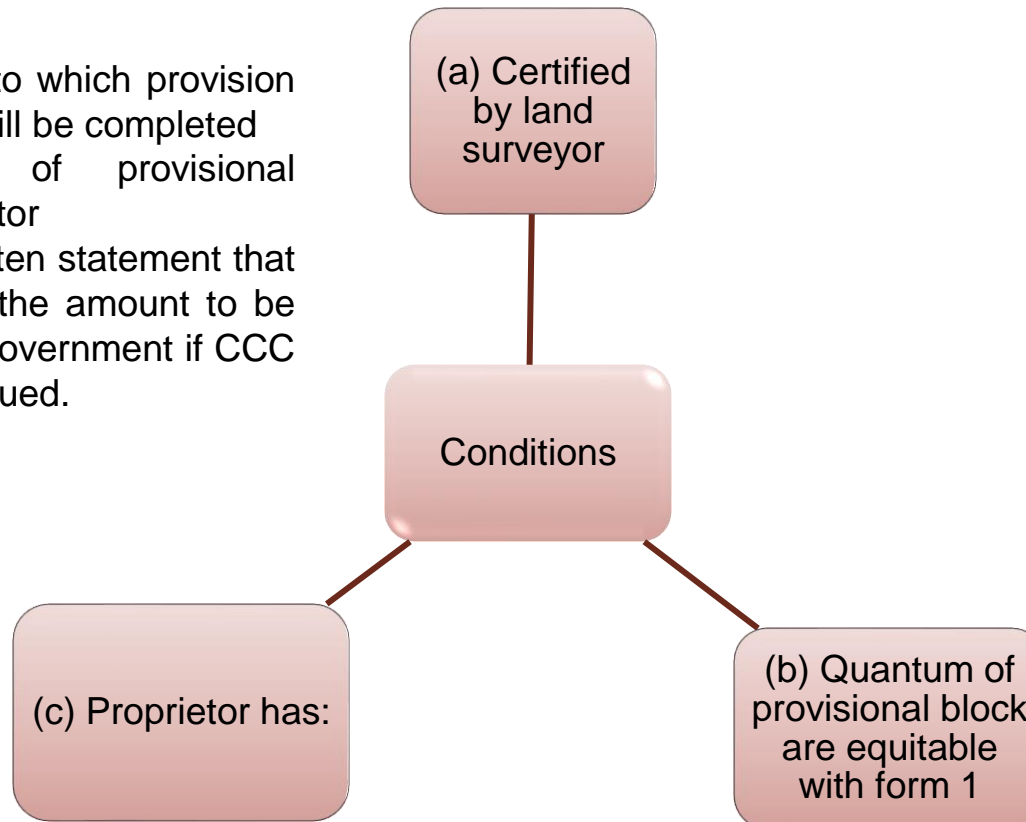 to which provision
ill be completed
of provisional
tor
ten statement that
the amount to be
overnment if CCC
ued.
(a) Certified
by land
surveyor
Conditions
(c) Proprietor has:
(b) Quantum of
provisional block
are equitable
with form 1